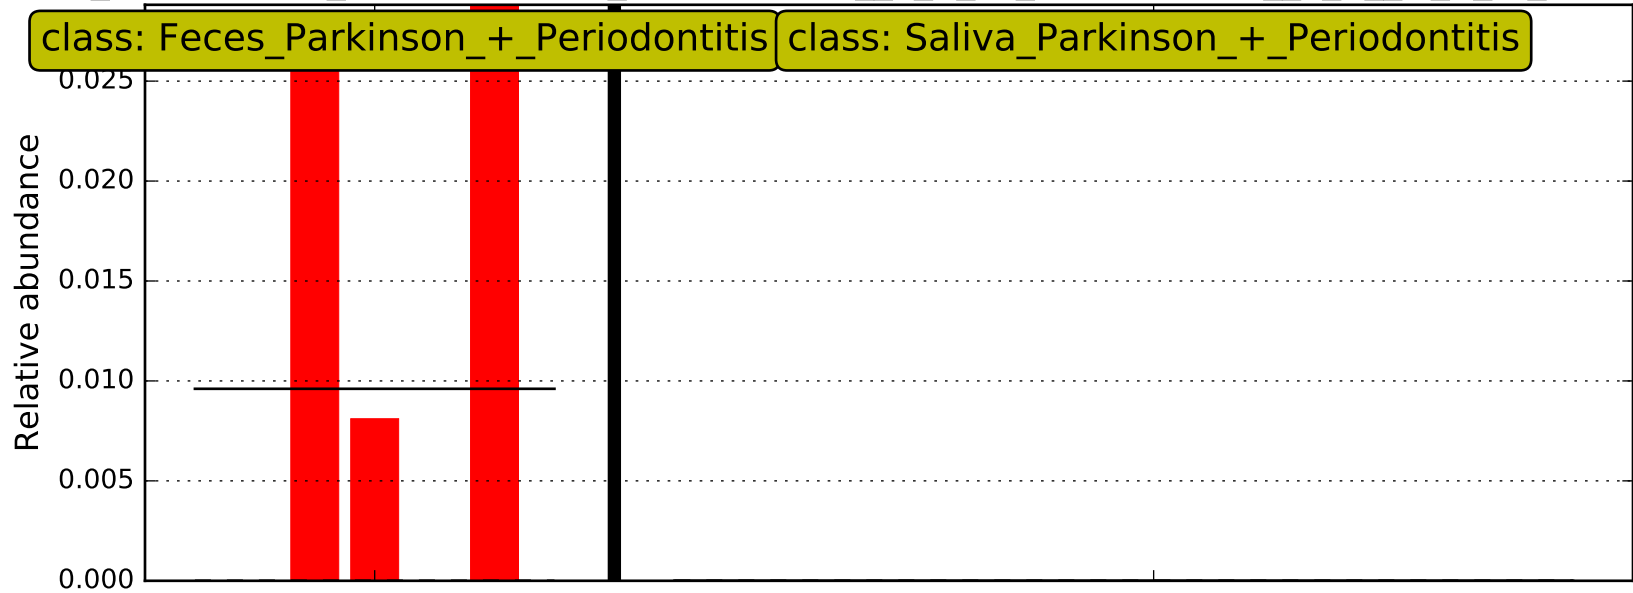 class: Feces_Parkinson_+_Periodontitis
class: Saliva_Parkinson_+_Periodontitis
Relative abundance
0.025
0.020
0.015
0.010
0.005
0.000